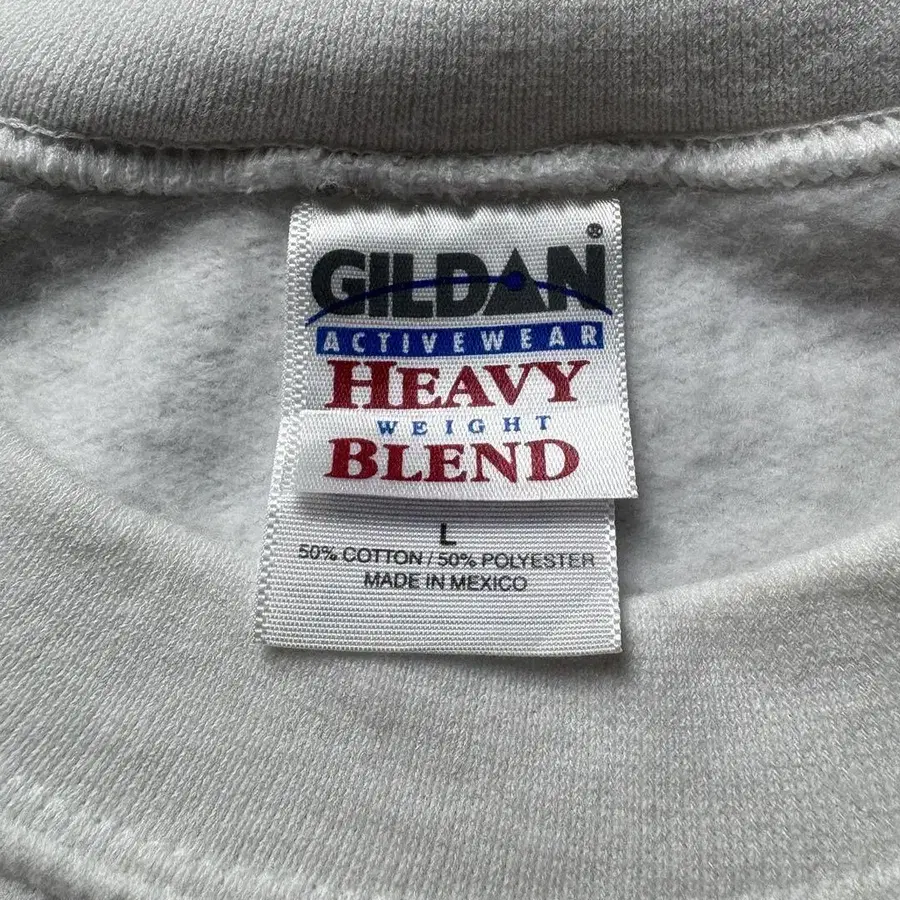 GILDAN®
ACTIVEWEAR
HEAVY
WEIGHT
BLEND
L
50% COTTON / 50% POLYESTER
MADE IN MEXICO